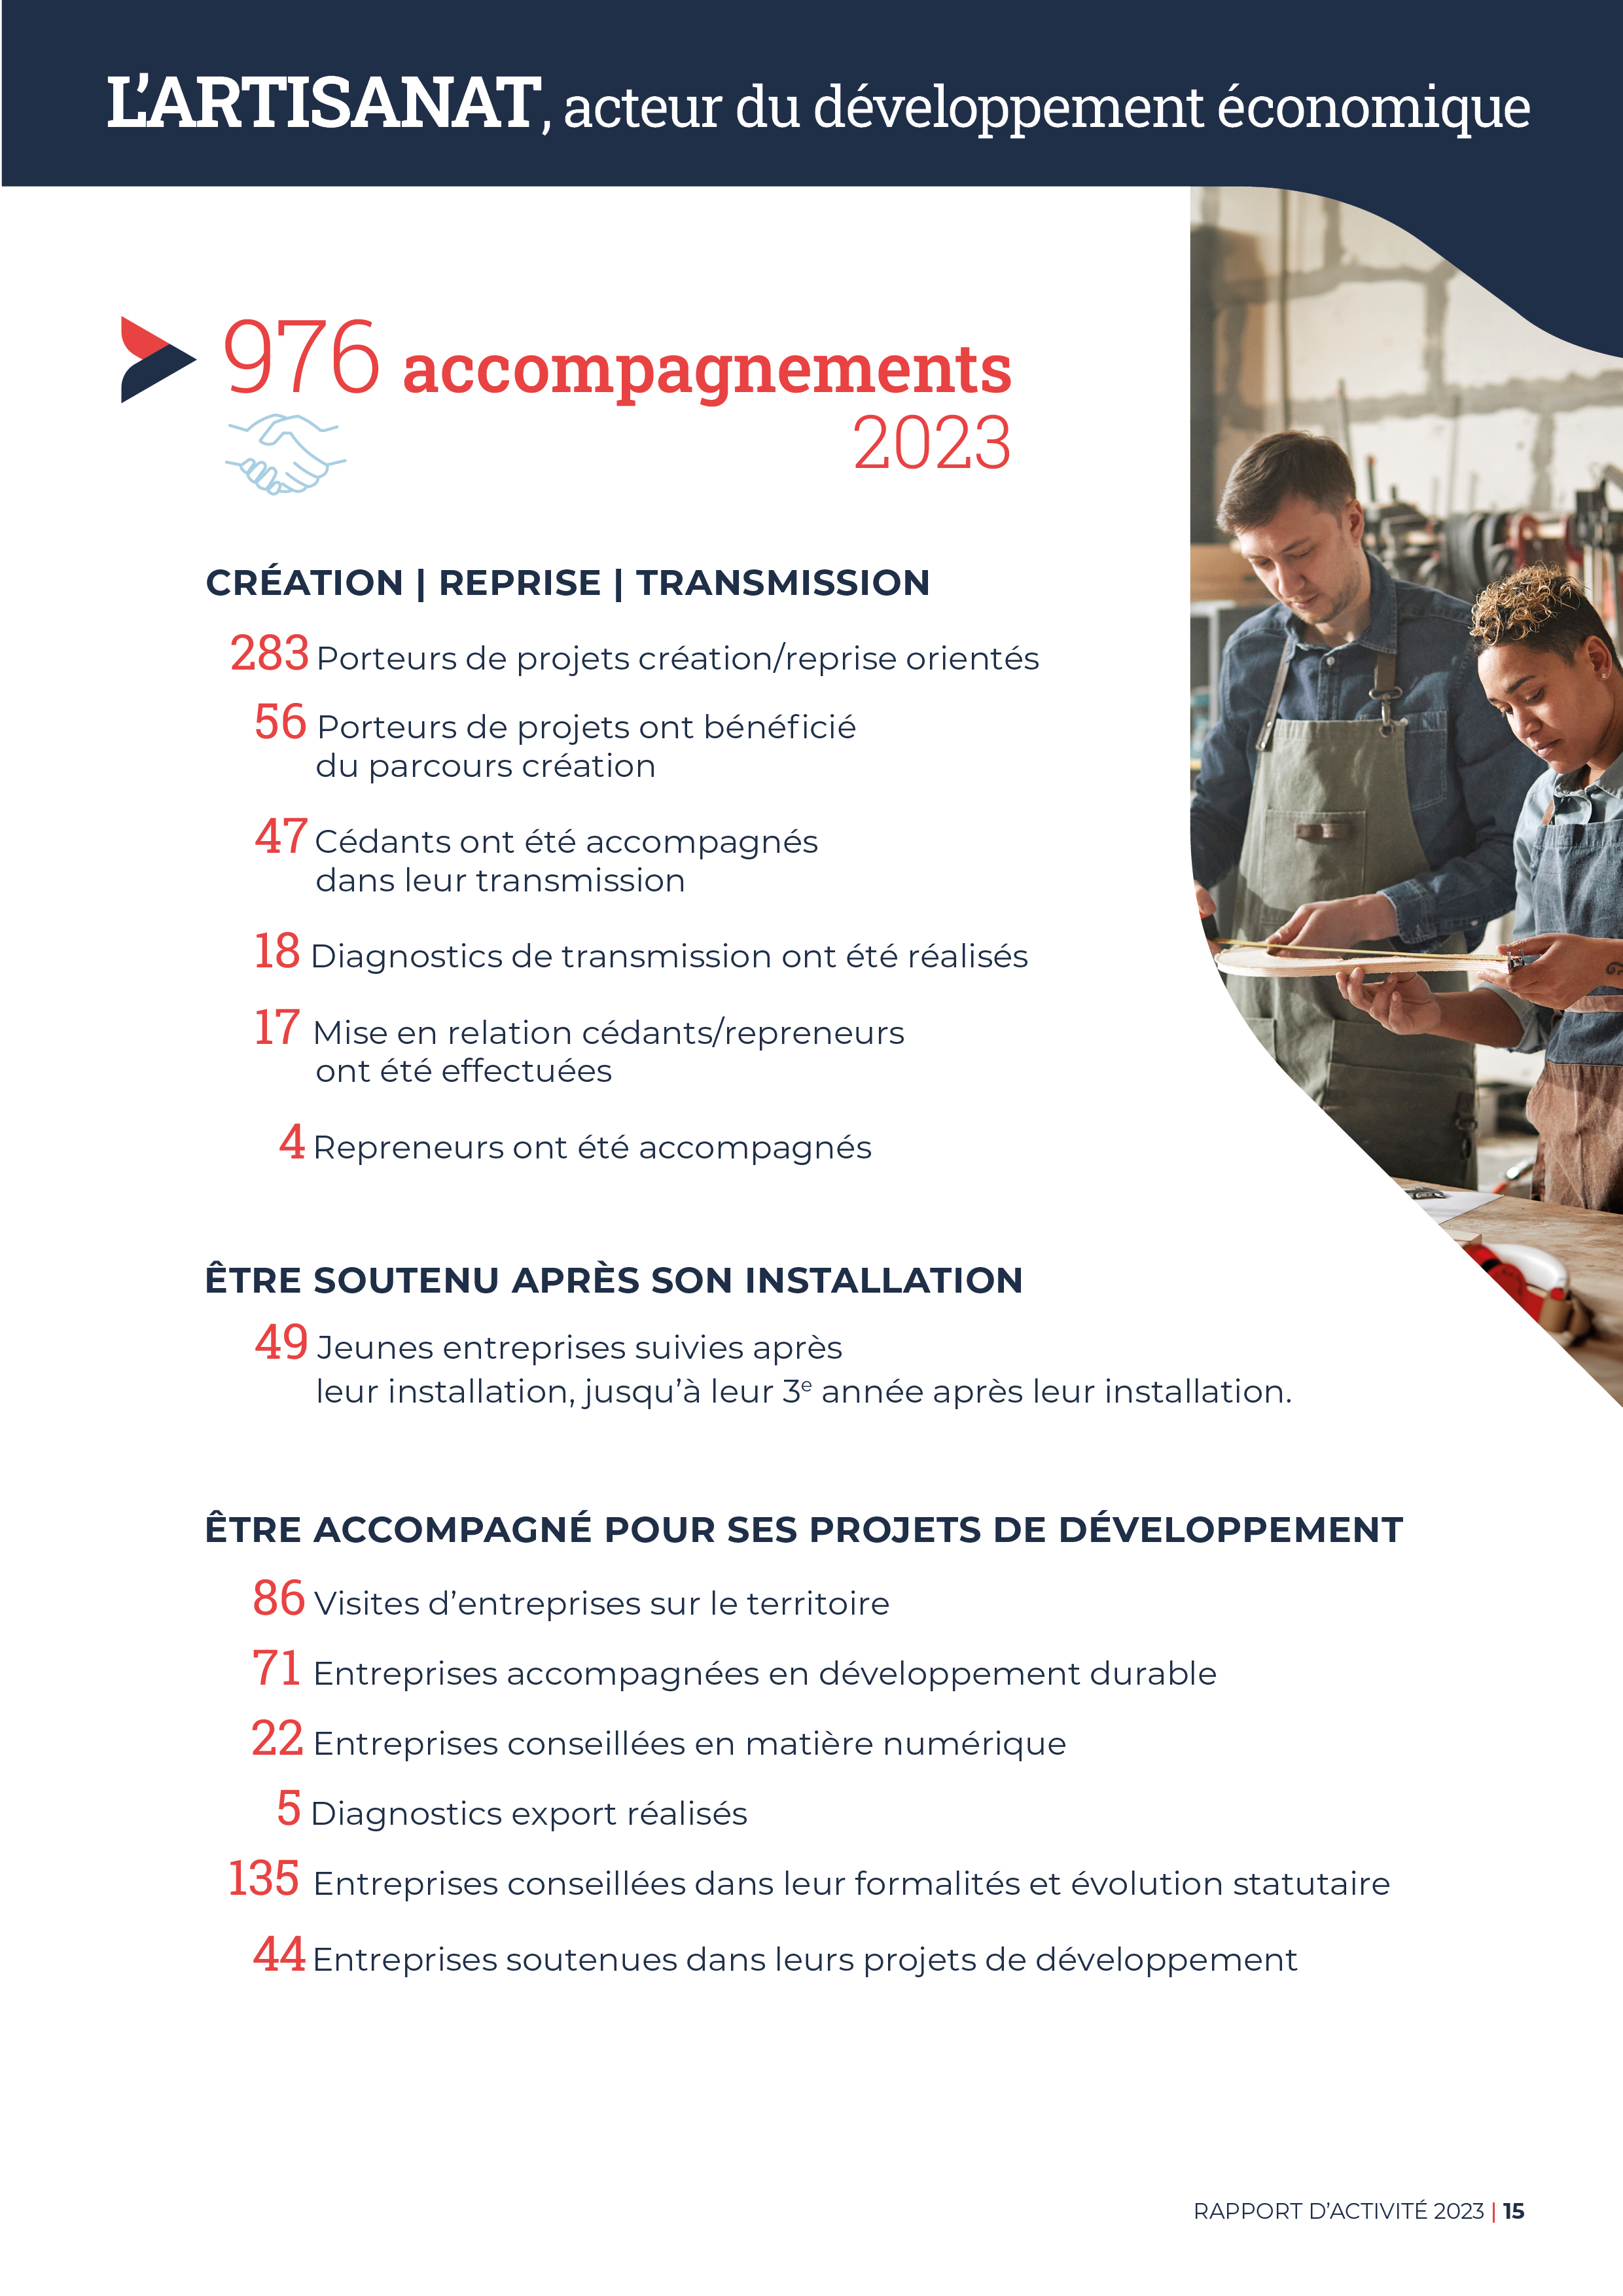 L’ARTISANAT, acteur du développement économique
976 accompagnements
2023
CRÉATION | REPRISE | TRANSMISSION
283 Porteurs de projets création/reprise orientés
56 Porteurs de projets ont bénéficié
du parcours création
47 Cédants ont été accompagnés
dans leur transmission
18 Diagnostics de transmission ont été réalisés
17 Mise en relation cédants/repreneurs
ont été effectuées
4 Repreneurs ont été accompagnés
ÊTRE SOUTENU APRÈS SON INSTALLATION
49 Jeunes entreprises suivies après
leur installation, jusqu’à leur 3e année après leur installation.
ÊTRE ACCOMPAGNÉ POUR SES PROJETS DE DÉVELOPPEMENT
86 Visites d’entreprises sur le territoire
71 Entreprises accompagnées en développement durable
22 Entreprises conseillées en matière numérique
5 Diagnostics export réalisés
135 Entreprises conseillées dans leur formalités et évolution statutaire
44 Entreprises soutenues dans leurs projets de développement
RAPPORT D’ACTIVITÉ 2023 | 15